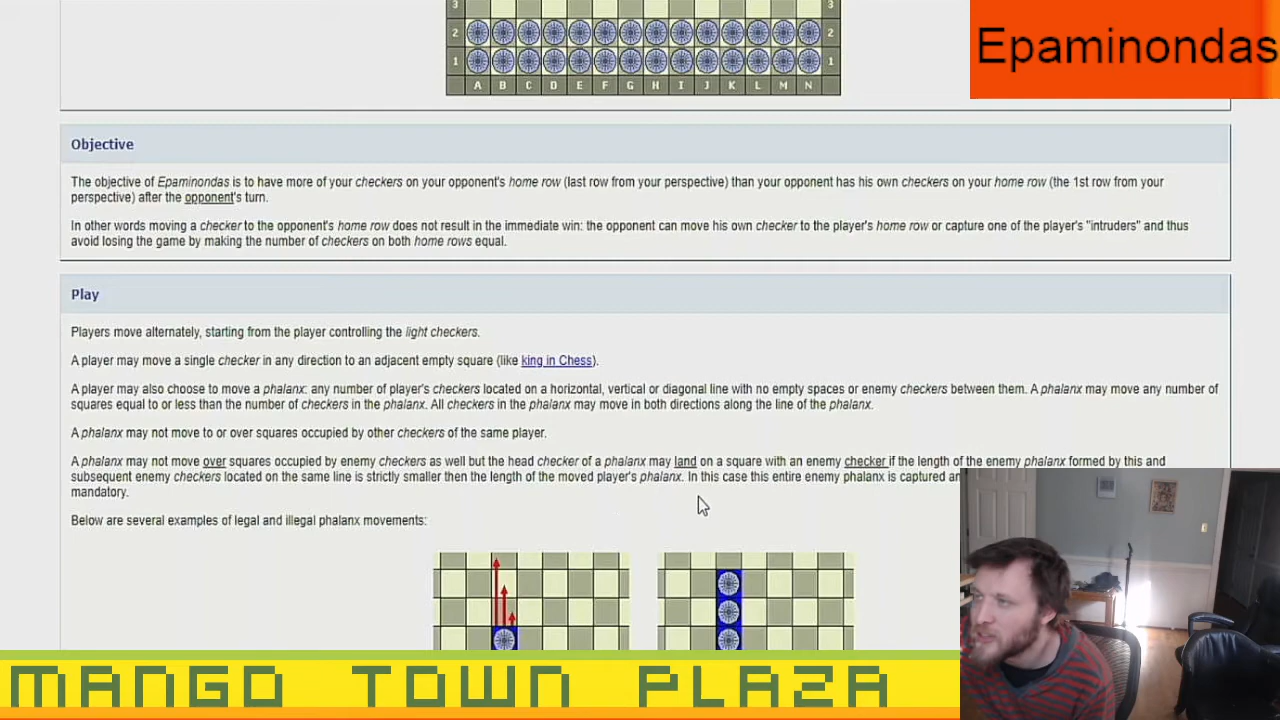 3 3
Epaminondas
2 2
1 1
A B C D E F G H I J K L M N
Objective
The objective of Epaminondas is to have more of your checkers on your opponent's home row (last row from your perspective) than your opponent has his own checkers on your home row (the 1st row from your
perspective) after the opponent's turn.
In other words moving a checker to the opponent's home row does not result in the immediate win: the opponent can move his own checker to the player's home row or capture one of the player's "intruders" and thus
avoid losing the game by making the number of checkers on both home rows equal.
Play
Players move alternately, starting from the player controlling the light checkers.
A player may move a single checker in any direction to an adjacent empty square (like king in Chess).
A player may also choose to move a phalanx: any number of player's checkers located on a horizontal, vertical or diagonal line with no empty spaces or enemy checkers between them. A phalanx may move any number of
squares equal to or less than the number of checkers in the phalanx. All checkers in the phalanx may move in both directions along the line of the phalanx.
A phalanx may not move to or over squares occupied by other checkers of the same player.
A phalanx may not move over squares occupied by enemy checkers as well but the head checker of a phalanx may land on a square with an enemy checker if the length of the enemy phalanx formed by this and
subsequent enemy checkers located on the same line is strictly smaller then the length of the moved player's phalanx. In this case this entire enemy phalanx is captured
mandatory.
Below are several examples of legal and illegal phalanx movements:
MANGO TOWN PLAZA